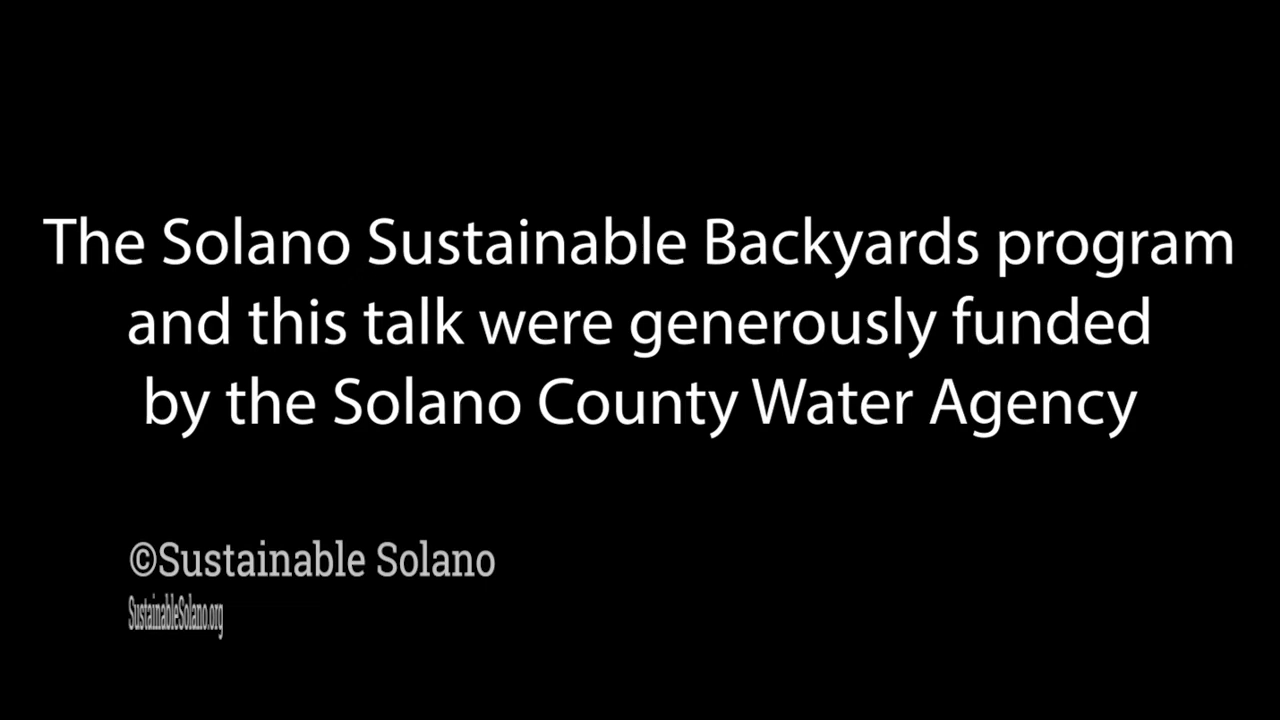 The Solano Sustainable Backyards program
and this talk were generously funded
by the Solano County Water Agency
©Sustainable Solano
SustainableSolano.org